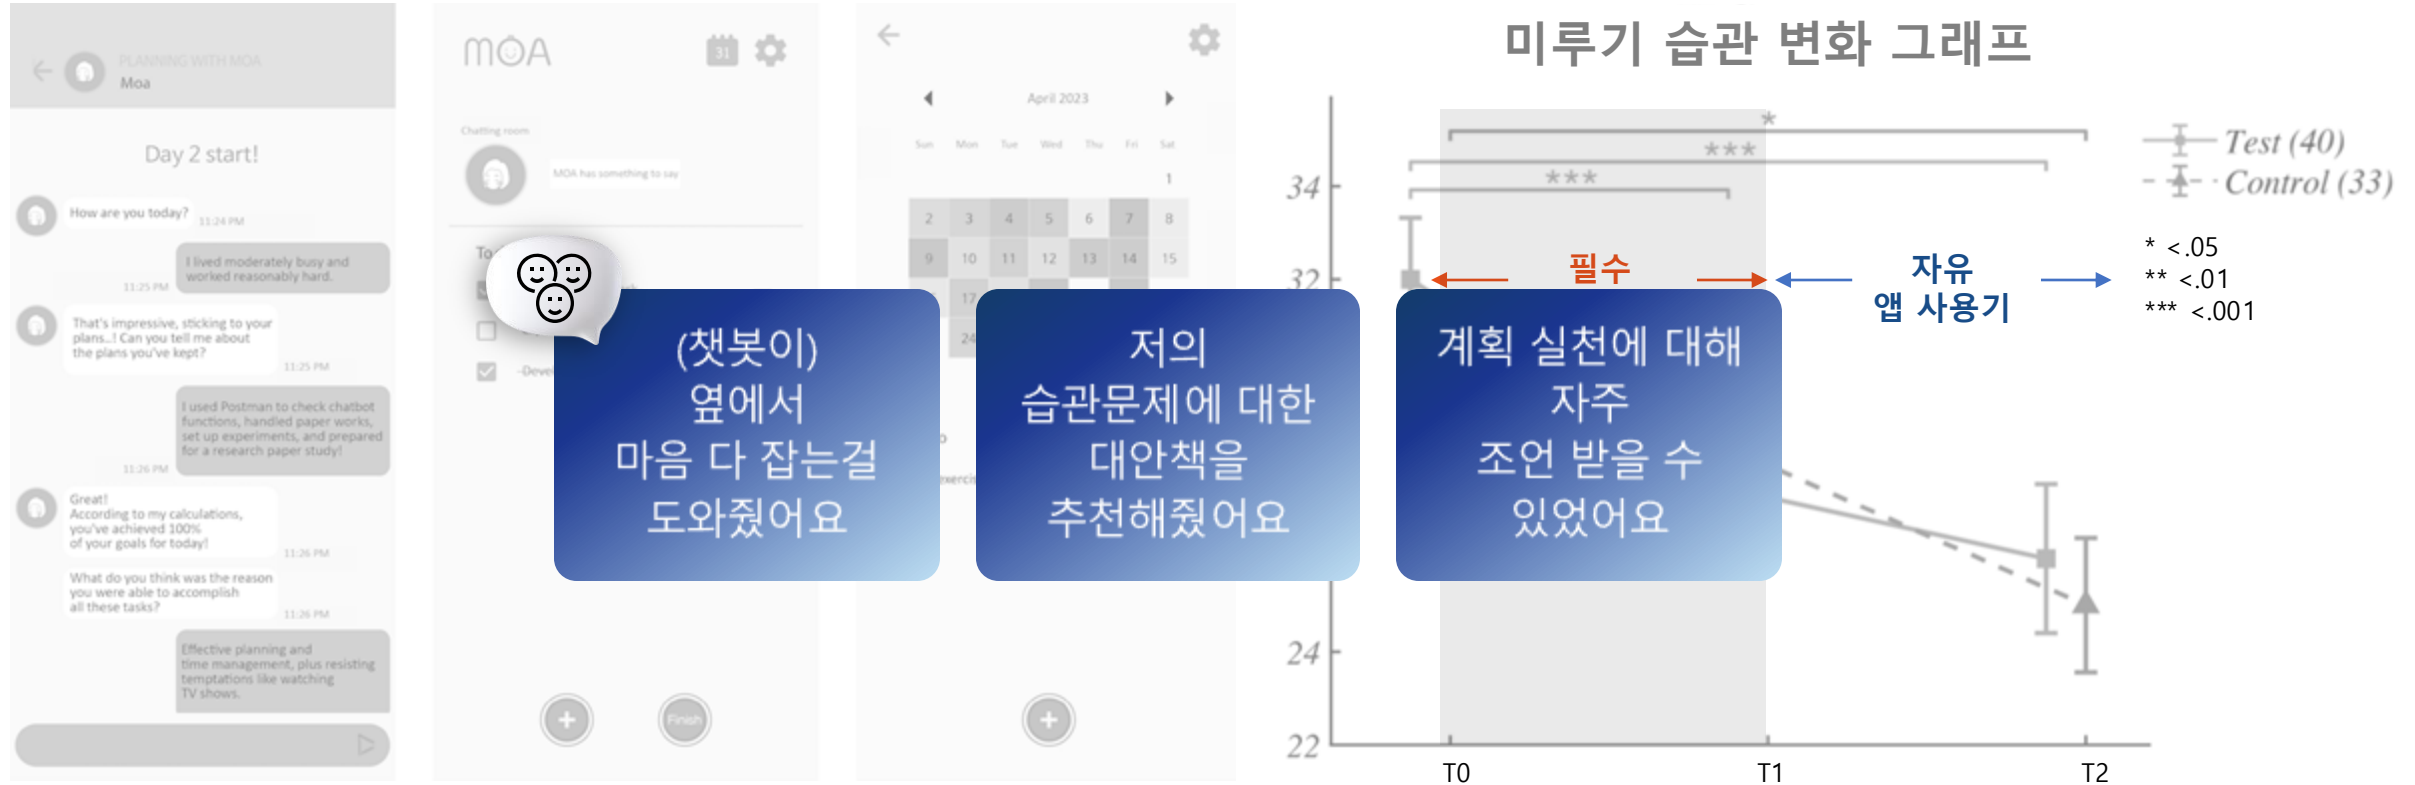 PLANNING WITH MOA
Moa
Day 2 start!
How are you today?
11:24 PM
I lived moderately busy and
worked reasonably hard.
11:25 PM
That's impressive, sticking to your
plans..! Can you tell me about
the plans you've kept?
11:25 PM
I used Postman to check chatbot
functions, handled paper works,
set up experiments, and prepared
for a research paper study!
11:26 PM
Great!
According to my calculations,
you've achieved 100%
of your goals for today!
11:26 PM
What do you think was the reason
you were able to accomplish
all these tasks?
11:26 PM
Effective planning and
time management, plus resisting
temptations like watching
TV shows.
MOA
31
Chatting room
MOA has something to say
To
-Devel
Finish
April 2023
Sun Mon Tue Wed Thu Fri Sat
1
2 3 4 5 6 7 8
9 10 11 12 13 14 15
17
24
exercis
(챗봇이)
옆에서
마음 다 잡는걸
도와줬어요
저의
습관문제에 대한
대안책을
추천해줬어요
계획 실천에 대해
자주
조언 받을 수
있었어요
미루기 습관 변화 그래프
*
***
***
34
32
24
22
필수
자유
앱 사용기
T0 T1 T2
Test (40)
Control (33)
* <.05
** <.01
*** <.001